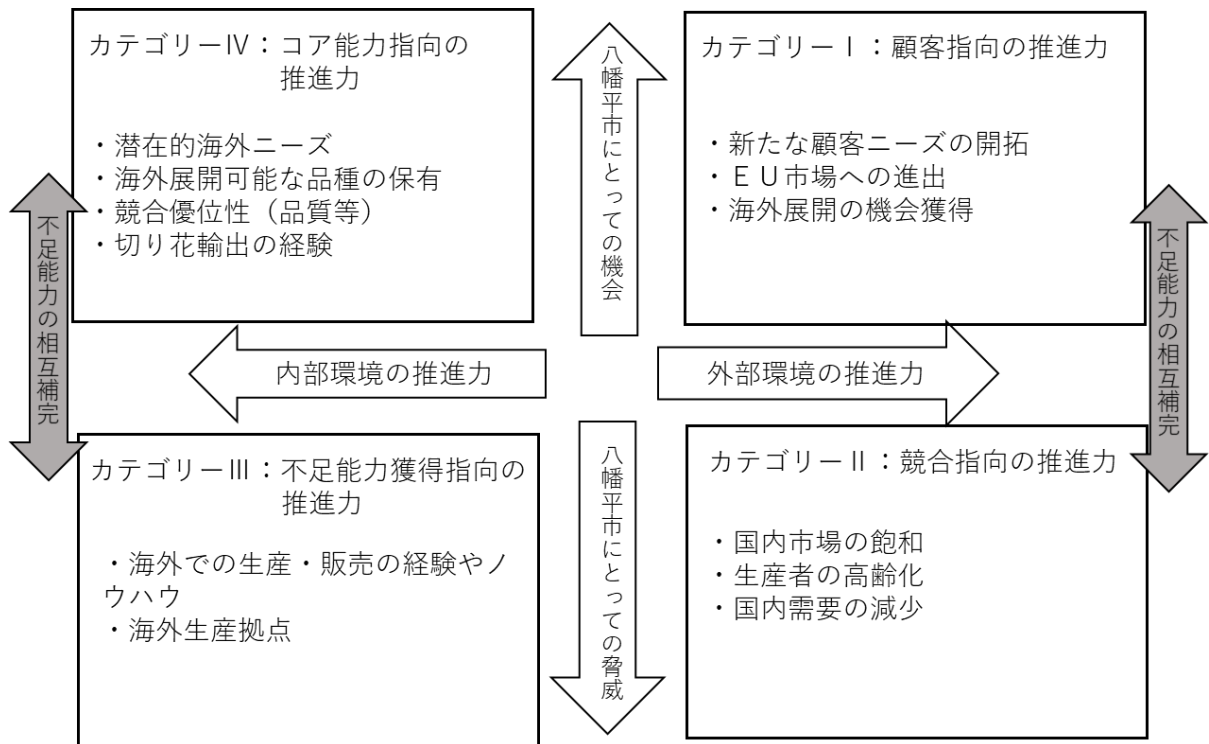 カテゴリーⅣ：コア能力指向の
推進力
・潜在的海外ニーズ
・海外展開可能な品種の保有
・競合優位性（品質等）
・切り花輸出の経験
八幡平市にとっての機会
カテゴリーⅠ：顧客指向の推進力
・新たな顧客ニーズの開拓
・ＥＵ市場への進出
・海外展開の機会獲得
不足能力の相互補完
内部環境の推進力
外部環境の推進力
不足能力の相互補完
カテゴリーⅢ：不足能力獲得指向の
推進力
・海外での生産・販売の経験やノ
ウハウ
・海外生産拠点
八幡平市にとっての脅威
カテゴリーⅡ：競合指向の推進力
・国内市場の飽和
・生産者の高齢化
・国内需要の減少